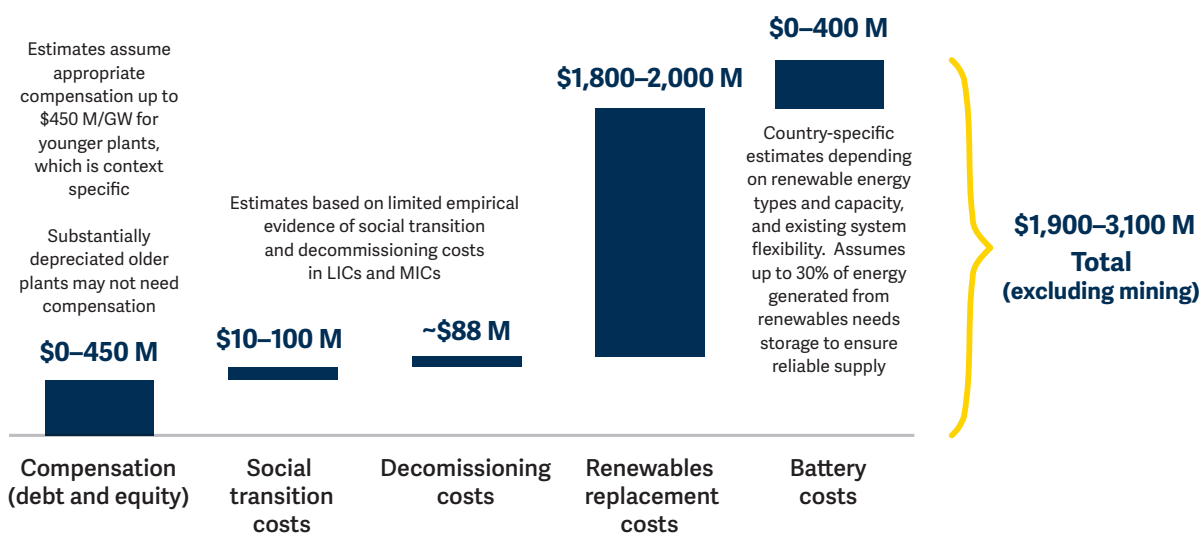 Estimates assume
appropriate
compensation up to
$450 M/GW for
younger plants,
which is context
specific
Substantially
depreciated older
plants may not need
compensation
$0–450 M
Estimates based on limited empirical
evidence of social transition
and decommissioning costs
in LICs and MICs
$10–100 M
~$88 M
$1,800–2,000 M
$0–400 M
Country-specific
estimates depending
on renewable energy
types and capacity,
and existing system
flexibility. Assumes
up to 30% of energy
generated from
renewables needs
storage to ensure
reliable supply
$1,900–3,100 M
Total
(excluding mining)
Compensation
(debt and equity)
Social
transition
costs
Decomissioning
costs
Renewables
replacement
costs
Battery
costs